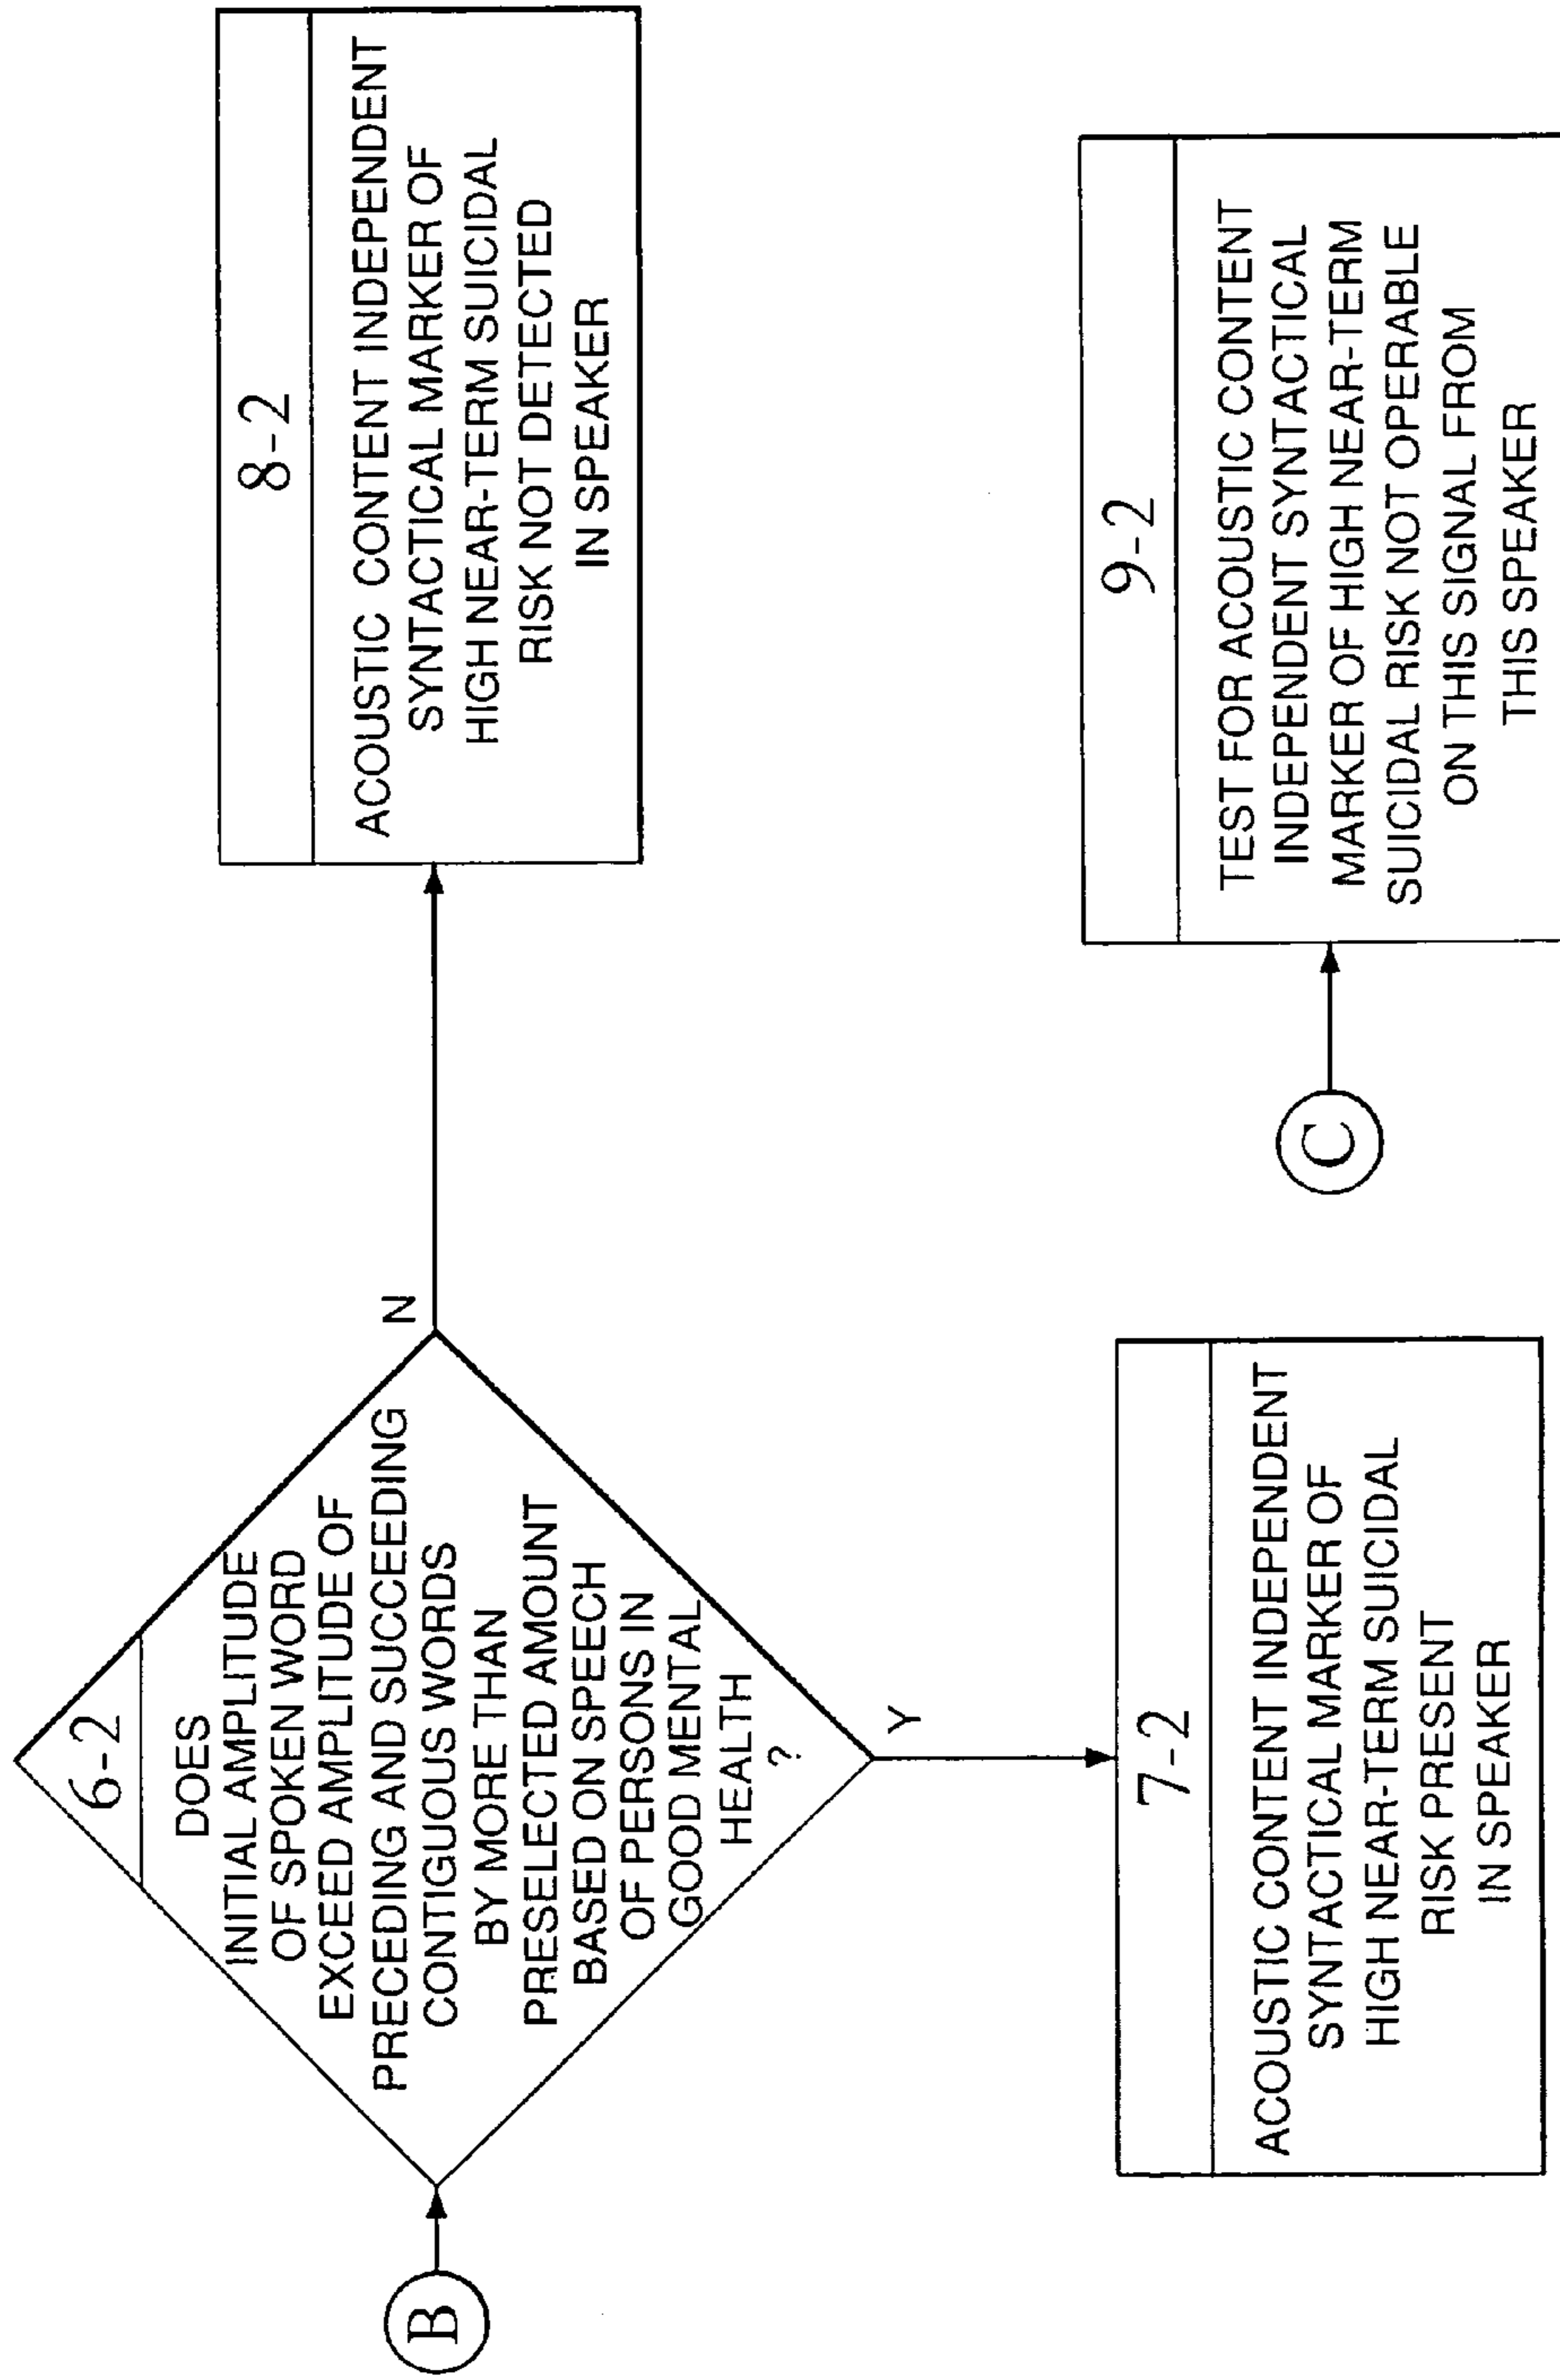 B
6-2
DOES
INITIAL AMPLITUDE
OF SPOKEN WORD
EXCEED AMPLITUDE OF
PRECEDING AND SUCCEEDING
CONTIGUOUS WORDS
BY MORE THAN
PRESELECTED AMOUNT
BASED ON SPEECH
OF PERSONS IN
GOOD MENTAL
HEALTH
?
N
Y
8-2
ACOUSTIC CONTENT INDEPENDENT
SYNTACTICAL MARKER OF
HIGH NEAR-TERM SUICIDAL
RISK NOT DETECTED
IN SPEAKER
7-2
ACOUSTIC CONTENT INDEPENDENT
SYNTACTICAL MARKER OF
HIGH NEAR-TERM SUICIDAL
RISK PRESENT
IN SPEAKER
C
9-2
TEST FOR ACOUSTIC CONTENT
INDEPENDENT SYNTACTICAL
MARKER OF HIGH NEAR-TERM
SUICIDAL RISK NOT OPERABLE
ON THIS SIGNAL FROM
THIS SPEAKER